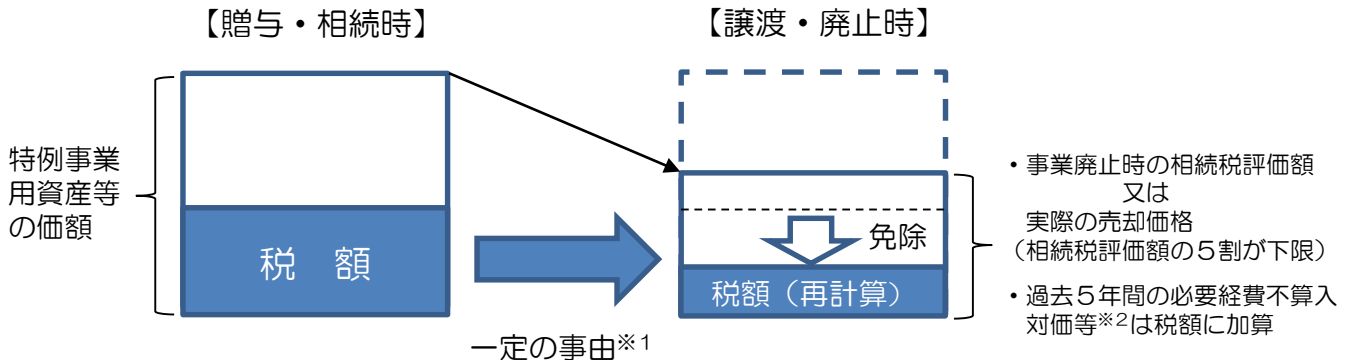 【贈与・相続時】
【譲渡・廃止時】
特例事業
用資産等
の価額
税　額
一定の事由※1
免除
税額（再計算）
・事業廃止時の相続税評価額
又は
実際の売却価格
（相続税評価額の５割が下限）
・過去５年間の必要経費不算入
対価等※2は税額に加算